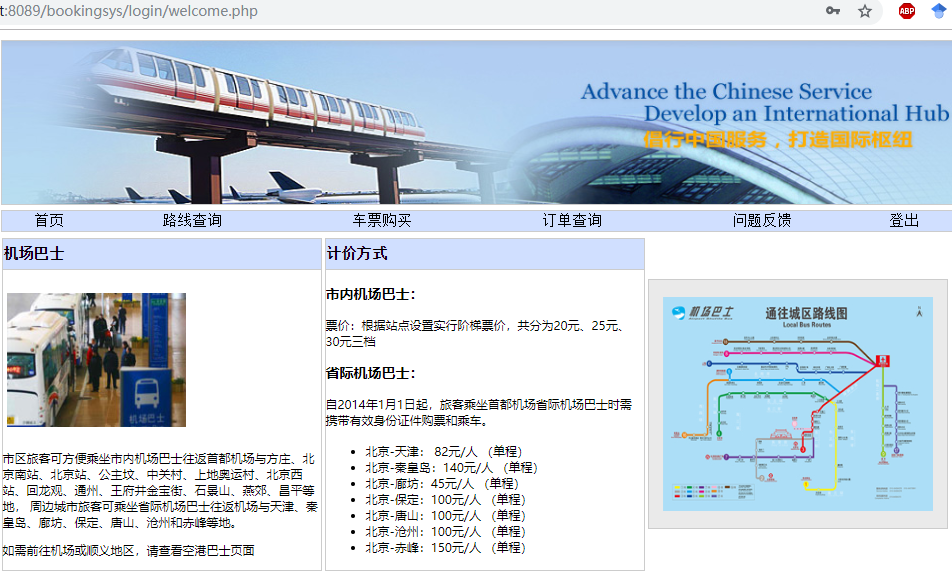 t:8089/bookingsys/login/welcome.php
ABP
Advance the Chinese Service
Develop an International Hub
倡行中国服务，打造国际枢纽
首页 路线查询 车票购买 订单查询 问题反馈 登出
机场巴士
机场巴士
市区旅客可方便乘坐市内机场巴士往返首都机场与方庄、北
京南站、北京站、公主坟、中关村、上地奥运村、北京西
站、回龙观、通州、王府井金宝街、石景山、燕郊、昌平等
地， 周边城市旅客可乘坐省际机场巴士往返机场与天津、秦
皇岛、廊坊、保定、唐山、沧州和赤峰等地。
如需前往机场或顺义地区，请查看空港巴士页面
计价方式
市内机场巴士：
票价：根据站点设置实行阶梯票价，共分为20元、25元、
30元三档
省际机场巴士：
自2014年1月1日起，旅客乘坐首都机场省际机场巴士时需
携带有效身份证件购票和乘车。
北京-天津： 82元/人 （单程）
北京-秦皇岛：140元/人 （单程）
北京-廊坊：45元/人 （单程）
北京-保定：100元/人 （单程）
北京-唐山：100元/人 （单程）
北京-沧州：100元/人 （单程）
北京-赤峰：150元/人 （单程）
机场巴士 通往城区路线图
Local Bus Routes